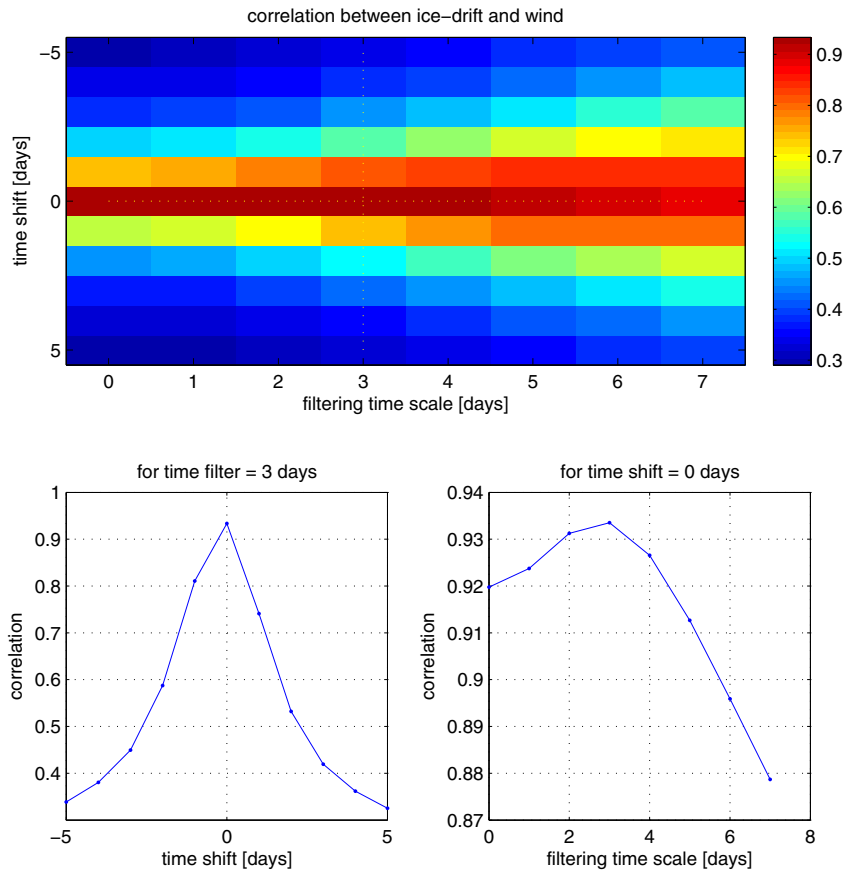 correlation between ice−drift and wind
time shift [days]
−5
0
5
0 1 2 3 4 5 6 7
filtering time scale [days]
0.9
0.8
0.7
0.6
0.5
0.4
0.3
for time filter = 3 days
correlation
1
0.9
0.8
0.7
0.6
0.5
0.4
−5 0 5
time shift [days]
for time shift = 0 days
correlation
0.94
0.93
0.92
0.91
0.9
0.89
0.88
0.87
0 2 4 6 8
filtering time scale [days]